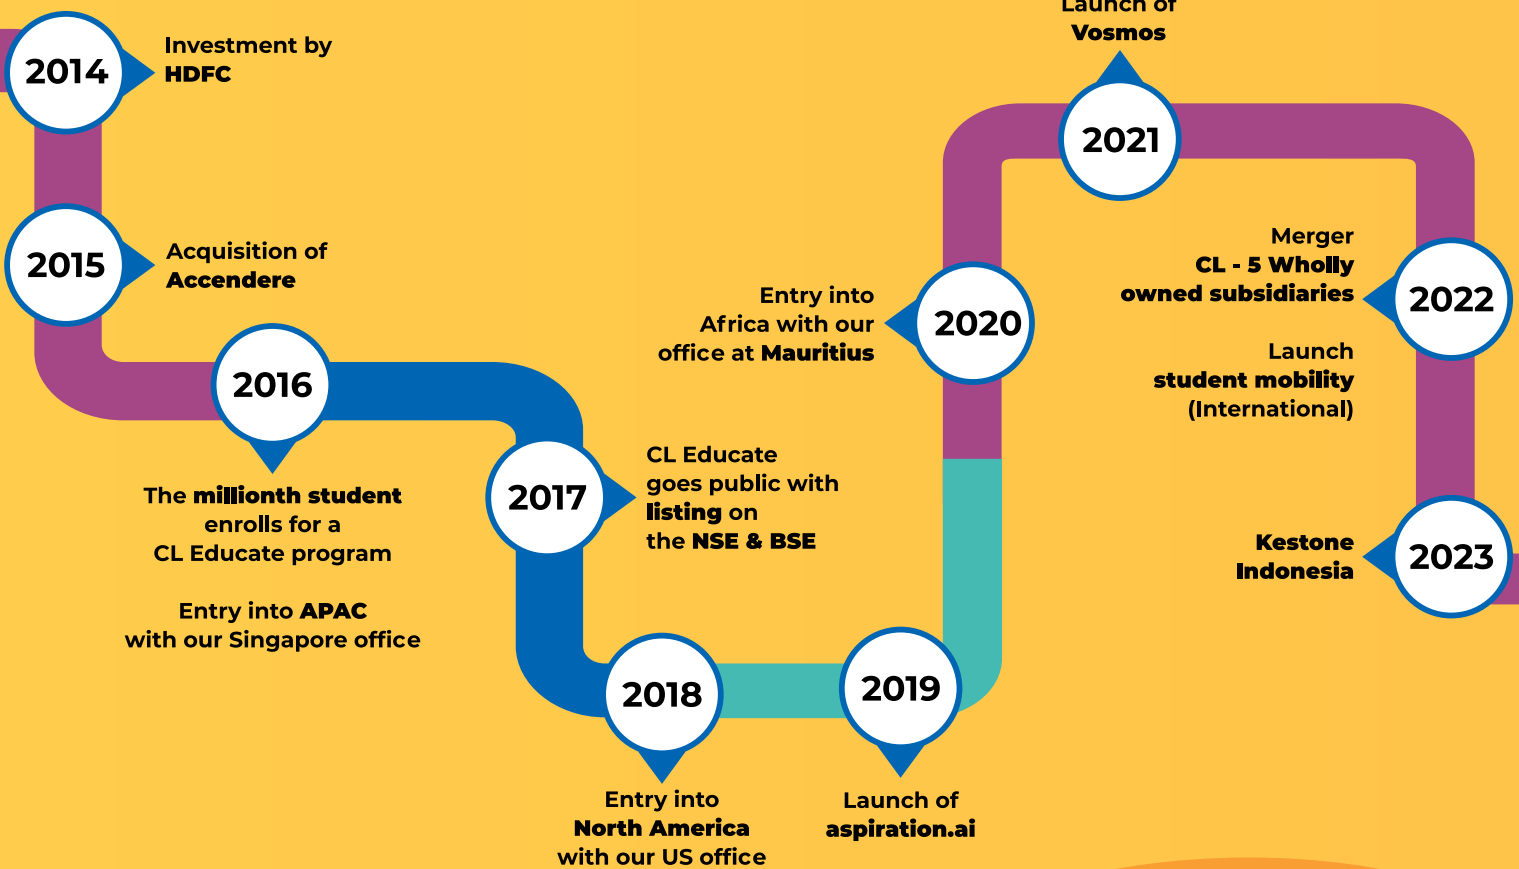 2014
Investment by
HDFC
2015
Acquisition of
Accendere
2016
The millionth student
enrolls for a
CL Educate program
Entry into APAC
with our Singapore office
2017
CL Educate
goes public with
listing on
the NSE & BSE
2018
Entry into
North America
with our US office
2019
Launch of
aspiration.ai
2020
Entry into
Africa with our
office at Mauritius
Launch of
Vosmos
2021
Merger
CL - 5 Wholly
owned subsidiaries
Launch
student mobility
(International)
2022
Kestone
Indonesia
2023